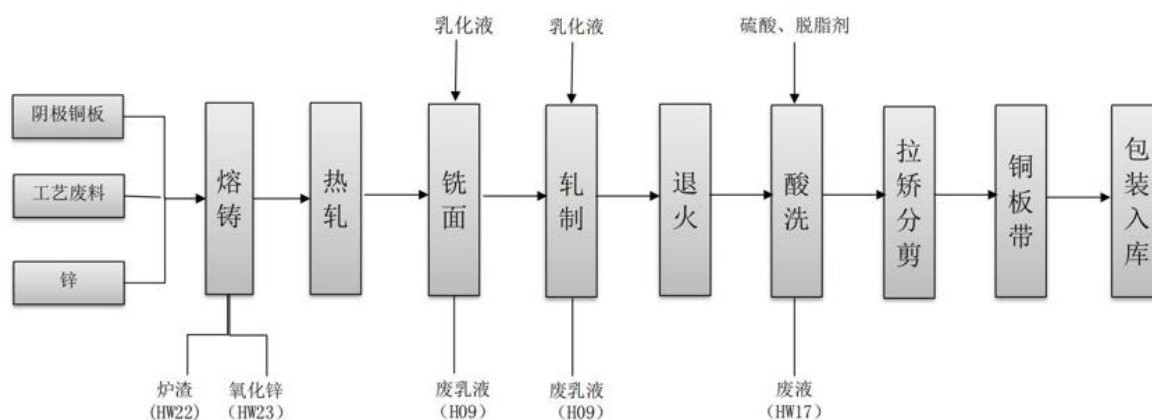 乳化液
乳化液
硫酸、脱脂剂
阴极铜板
工艺废料
锌
熔铸
热轧
铣面
轧制
退火
酸洗
拉矫分剪
铜板带
包装入库
炉渣
(HW22)
氧化锌
(HW23)
废乳液
(H09)
废乳液
(H09)
废液
(HW17)